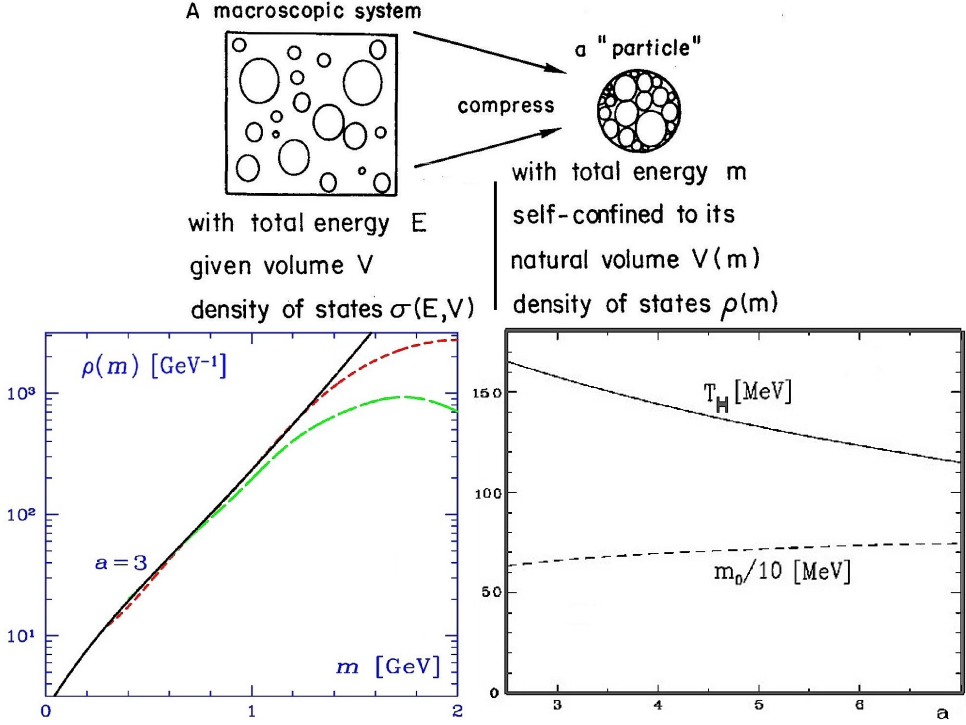 A macroscopic system
a "particle"
compress
with total energy E
given volume V
density of states σ(E,V)
with total energy m
self-confined to its
natural volume V(m)
density of states ρ(m)
ρ(m) [GeV⁻¹]
10³
10²
10¹
a=3
m [GeV]
0
1
2
T_H [MeV]
m₀/10 [MeV]
150
100
50
0
3
4
5
6
a